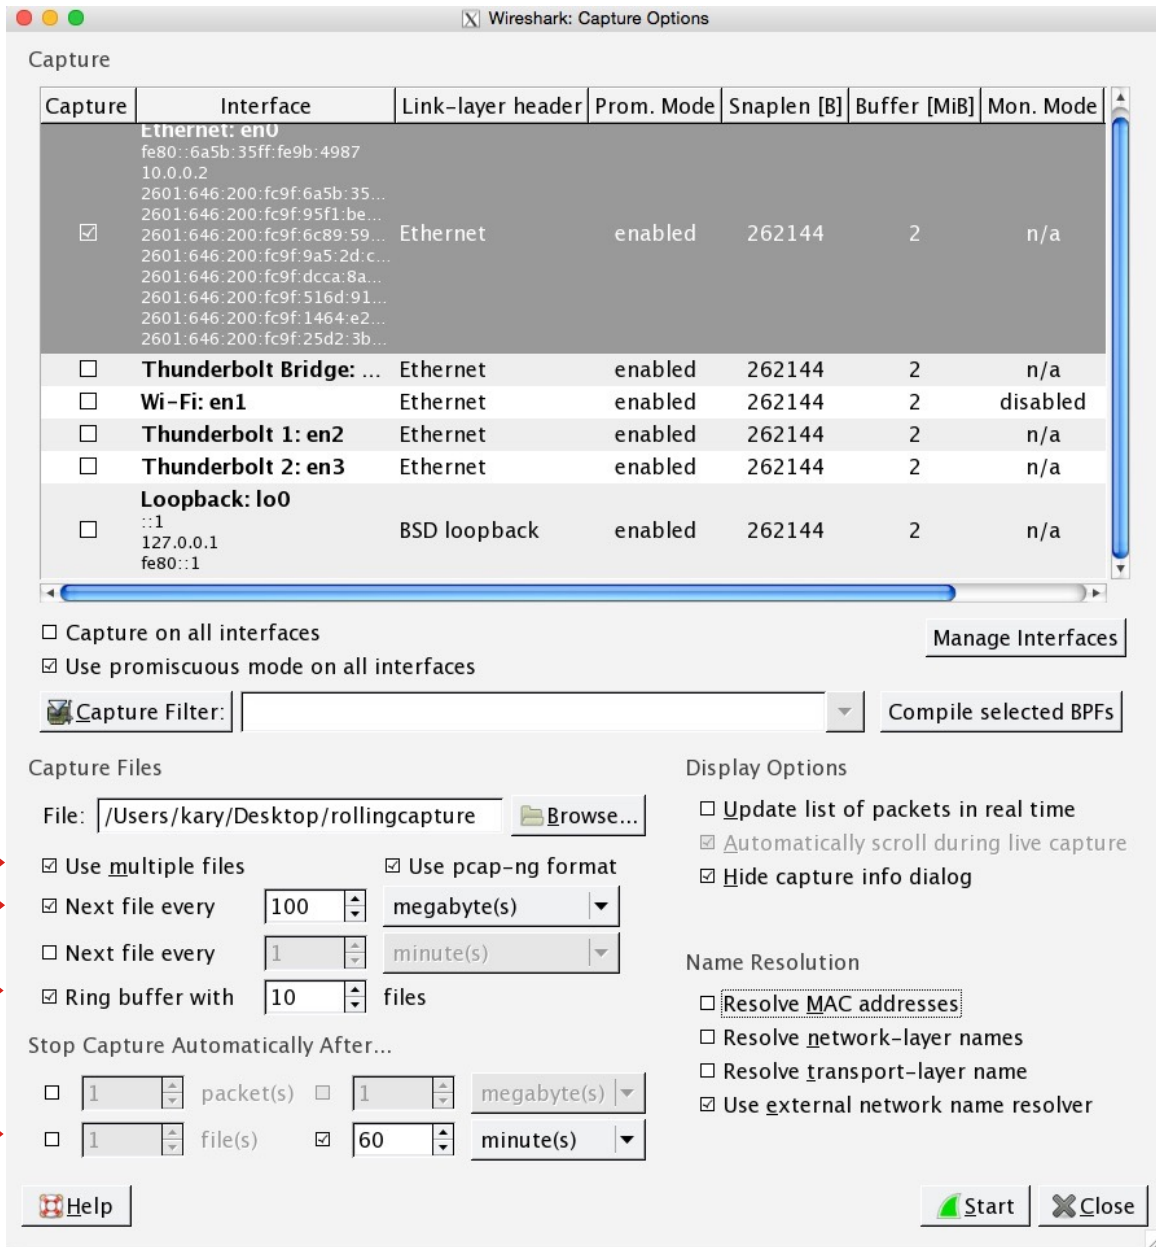 Wireshark: Capture Options
Capture
Capture Interface Link-layer header Prom. Mode Snaplen [B] Buffer [MiB] Mon. Mode
Ethernet: en0
fe80::6a5b:35ff:fe9b:4987
10.0.0.2
2601:646:200:fc9f:6a5b:35...
2601:646:200:fc9f:95f1:be...
2601:646:200:fc9f:6c89:59... Ethernet enabled 262144 2 n/a
2601:646:200:fc9f:9a5:2d:c...
2601:646:200:fc9f:dcca:8a...
2601:646:200:fc9f:516d:91...
2601:646:200:fc9f:1464:e2...
2601:646:200:fc9f:25d2:3b...
Thunderbolt Bridge: ... Ethernet enabled 262144 2 n/a
Wi-Fi: en1 Ethernet enabled 262144 2 disabled
Thunderbolt 1: en2 Ethernet enabled 262144 2 n/a
Thunderbolt 2: en3 Ethernet enabled 262144 2 n/a
Loopback: lo0
::1
127.0.0.1 BSD loopback enabled 262144 2 n/a
fe80::1
Capture on all interfaces
Manage Interfaces
Use promiscuous mode on all interfaces
Capture Filter: Compile selected BPFs
Capture Files
File: /Users/kary/Desktop/rollingcapture Browse...
Use multiple files Use pcap-ng format
Next file every 100 megabyte(s)
Next file every 1 minute(s)
Ring buffer with 10 files
Stop Capture Automatically After...
1 packet(s) 1 megabyte(s)
1 file(s) 60 minute(s)
Display Options
Update list of packets in real time
Automatically scroll during live capture
Hide capture info dialog
Name Resolution
Resolve MAC addresses
Resolve network-layer names
Resolve transport-layer name
Use external network name resolver
Help Start Close